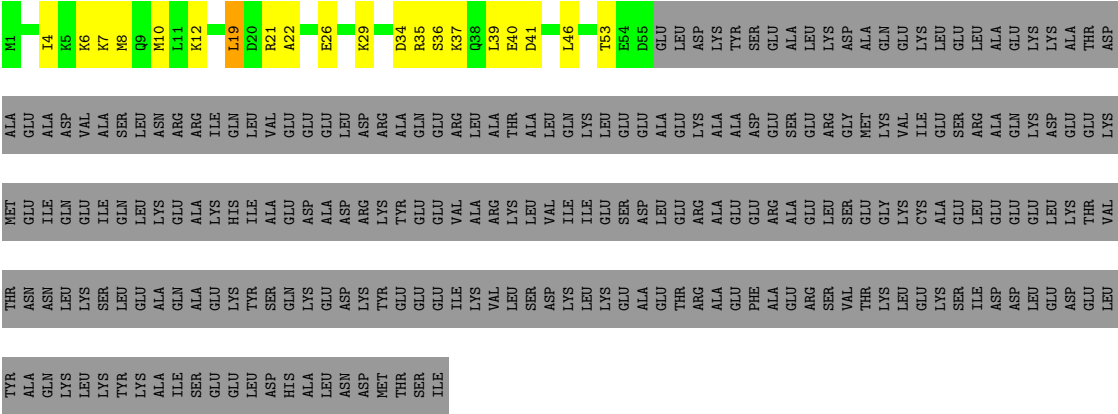 M1 I4 K5 K6 K7 M8 Q9 M10 L11 K12 L19 D20 R21 A22 E26 K29 D34 R35 S36 K37 Q38 L39 E40 D41 L46 T53 E54 D55 GLU LEU ASP LYS TYR SER GLU ALA LEU LYS ASP ALA GLN GLU LYS LEU GLU LEU ALA GLU LYS LYS ALA THR ASP
ALA GLU ALA ASP VAL ALA SER LEU ASN ARG ARG ILE GLN LEU VAL GLU GLU GLU LEU ASP ARG ALA GLN GLU ARG LEU ALA THR ALA LEU GLN LYS LEU GLU GLU ALA GLU LYS ALA ALA ASP GLU SER GLU ARG GLY MET LYS VAL ILE GLU SER ARG ALA GLN LYS ASP GLU GLU LYS
MET GLU ILE GLN GLU ILE GLN LEU LYS GLU ALA LYS HIS ILE ALA GLU ASP ALA ASP ARG LYS TYR GLU GLU VAL ALA ARG LYS LEU VAL ILE ILE GLU SER ASP LEU GLU ARG ALA GLU GLU ARG ALA GLU LEU SER GLU GLY LYS CYS ALA GLU LEU GLU GLU GLU LEU LYS THR VAL
THR ASN ASN LEU LYS SER LEU GLU ALA GLN ALA GLU LYS TYR SER GLN LYS GLU ASP LYS TYR GLU GLU GLU ILE LYS VAL LEU SER ASP LYS LEU LYS GLU ALA GLU THR ARG ALA GLU PHE ALA GLU ARG SER VAL THR LYS LEU GLU LYS SER ILE ASP ASP LEU GLU ASP GLU LEU
TYR ALA GLN LYS LEU LYS TYR LYS ALA ILE SER GLU GLU LEU ASP HIS ALA LEU ASN ASP MET THR SER ILE